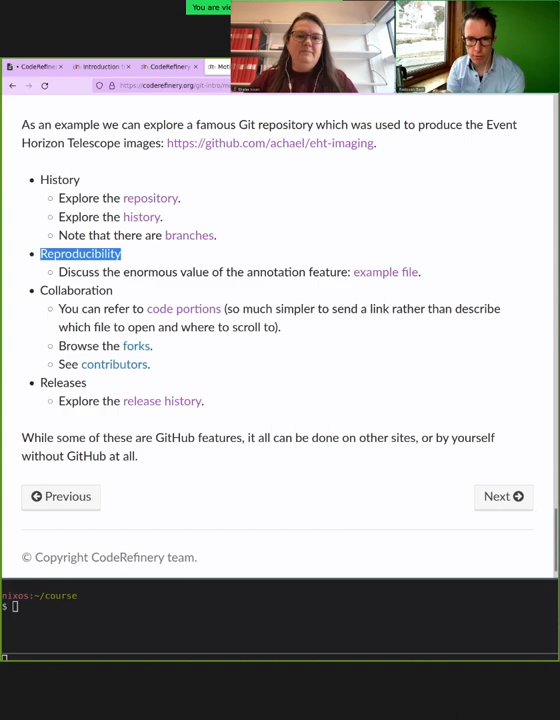 You are vie
• CodeRefin
Introduction t
CodeRefinery
Mot
https://coderefinery.org/git-intro/mo
As an example we can explore a famous Git repository which was used to produce the Event
Horizon Telescope images: https://github.com/achael/eht-imaging.
• History
Explore the repository.
Explore the history.
Note that there are branches.
• Reproducibility
Discuss the enormous value of the annotation feature: example file.
• Collaboration
You can refer to code portions (so much simpler to send a link rather than describe
which file to open and where to scroll to).
Browse the forks.
See contributors.
• Releases
Explore the release history.
While some of these are GitHub features, it all can be done on other sites, or by yourself
without GitHub at all.
Previous
Next
© Copyright CodeRefinery team.
nixos:~/course
$